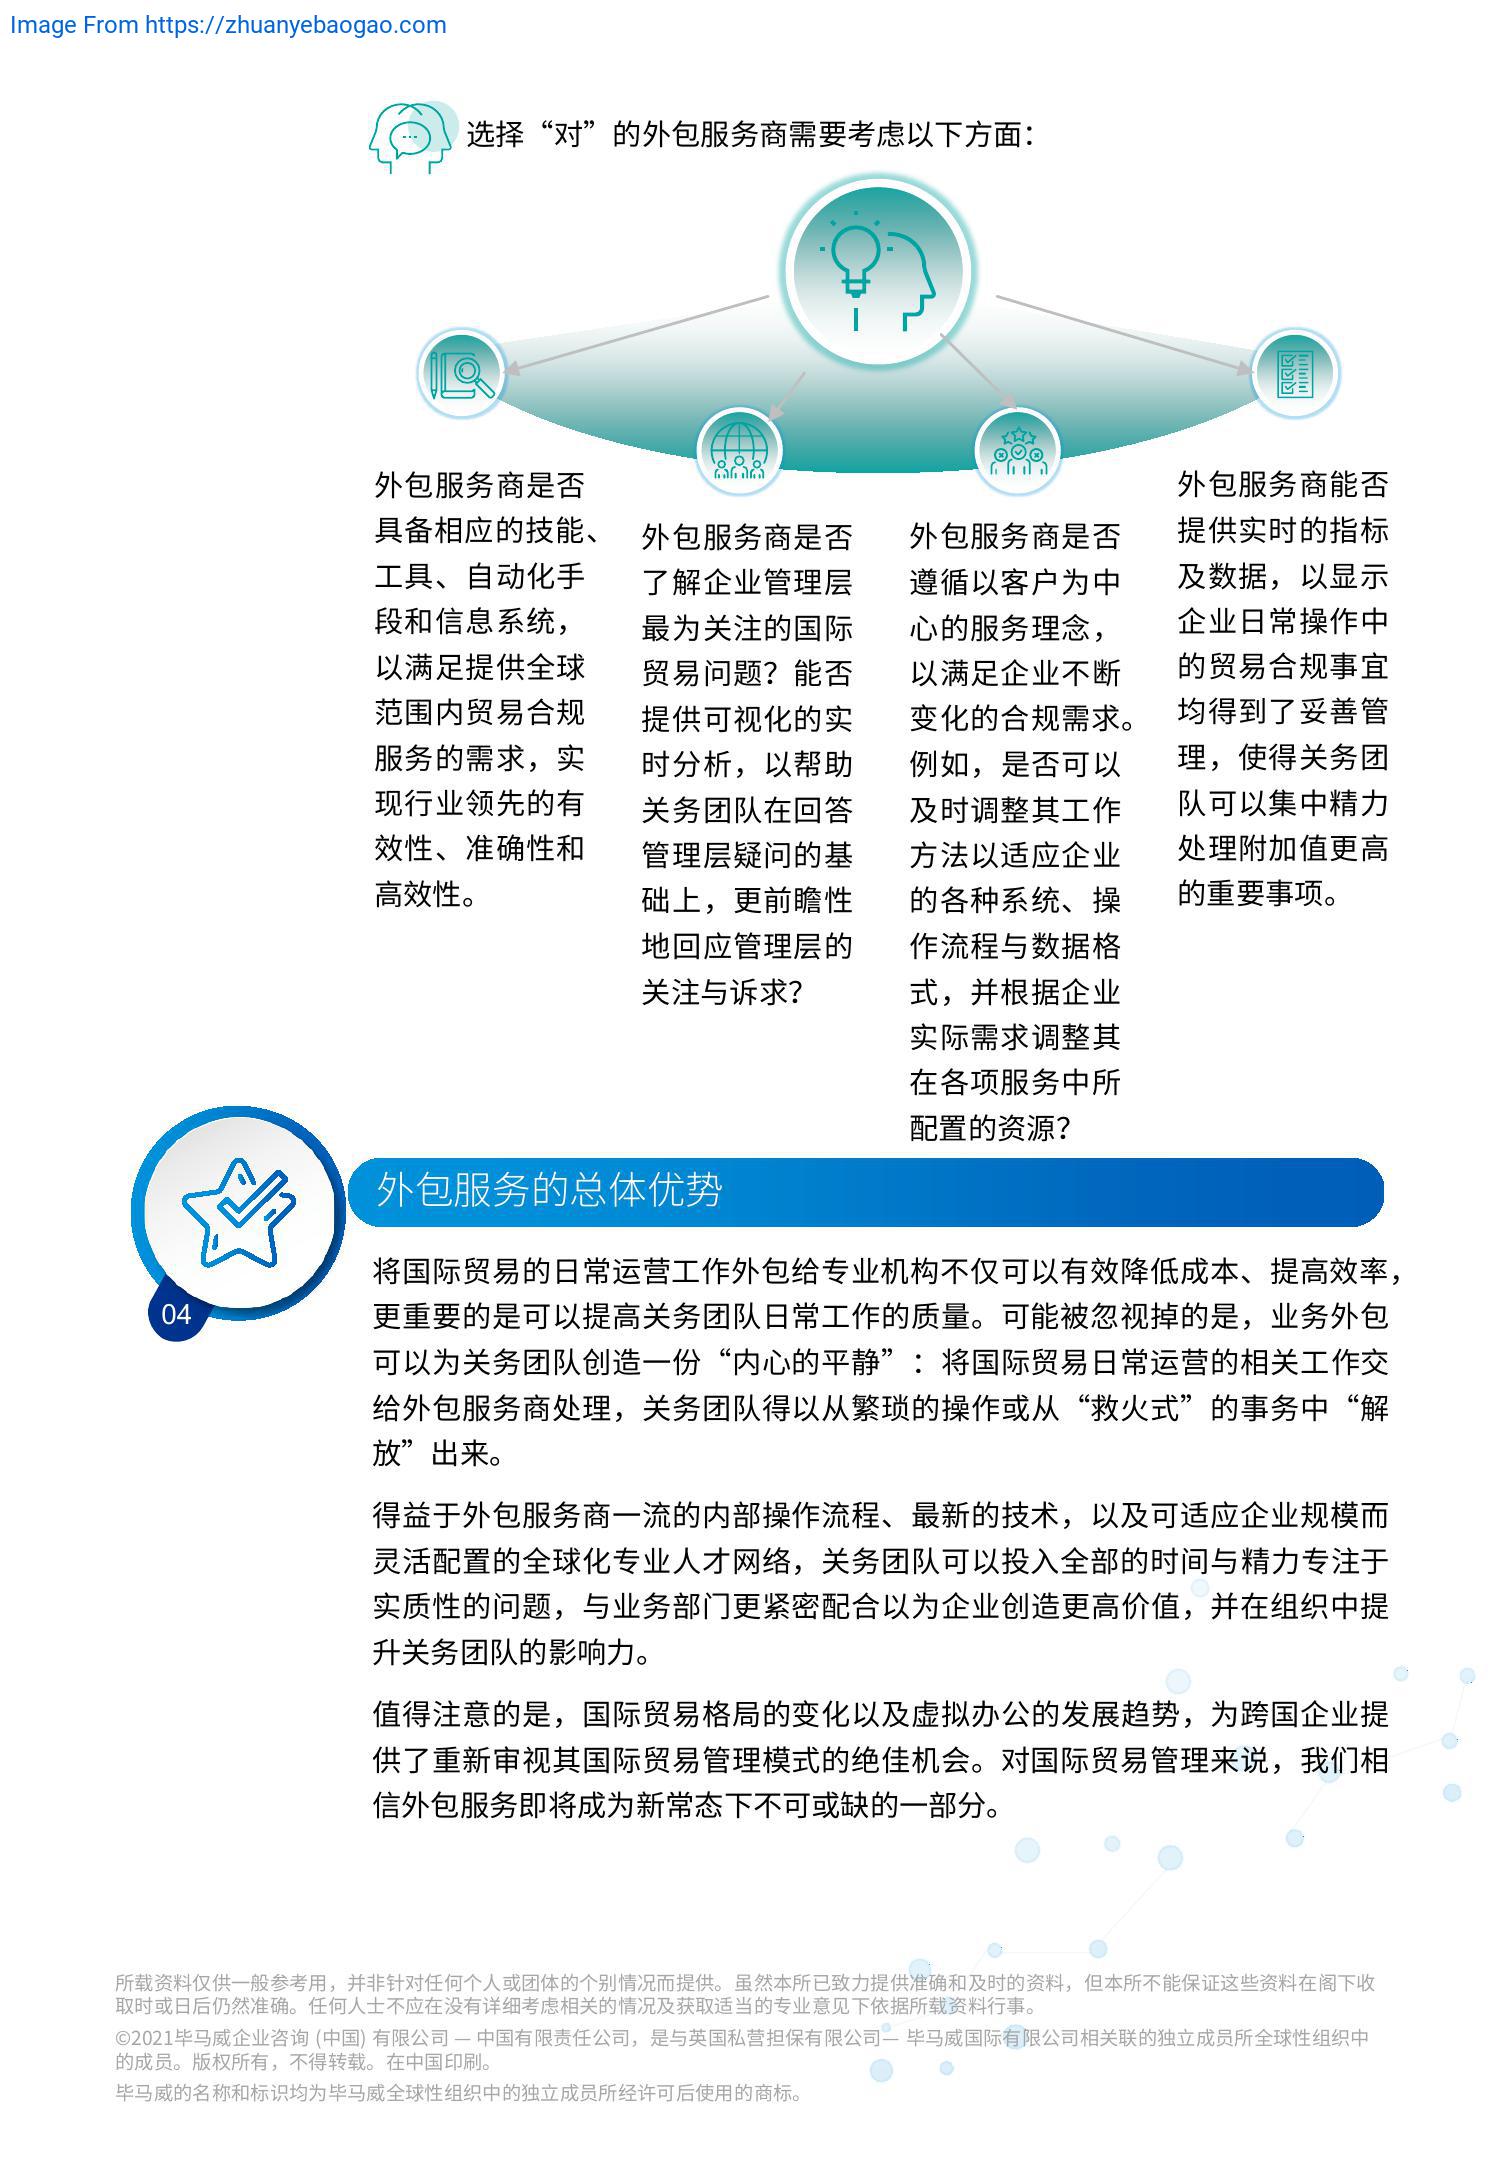 Image From https://zhuanyebaogao.com
选择“对”的外包服务商需要考虑以下方面：
外包服务商是否
具备相应的技能、
工具、自动化手
段和信息系统，
以满足提供全球
范围内贸易合规
服务的需求，实
现行业领先的有
效性、准确性和
高效性。
外包服务商是否
了解企业管理层
最为关注的国际
贸易问题？能否
提供可视化的实
时分析，以帮助
关务团队在回答
管理层疑问的基
础上，更前瞻性
地回应管理层的
关注与诉求？
外包服务商是否
遵循以客户为中
心的服务理念，
以满足企业不断
变化的合规需求。
例如，是否可以
及时调整其工作
方法以适应企业
的各种系统、操
作流程与数据格
式，并根据企业
实际需求调整其
在各项服务中所
配置的资源？
外包服务商能否
提供实时的指标
及数据，以显示
企业日常操作中
的贸易合规事宜
均得到了妥善管
理，使得关务团
队可以集中精力
处理附加值更高
的重要事项。
04
外包服务的总体优势
将国际贸易的日常运营工作外包给专业机构不仅可以有效降低成本、提高效率，
更重要的是可以提高关务团队日常工作的质量。可能被忽视掉的是，业务外包
可以为关务团队创造一份“内心的平静”：将国际贸易日常运营的相关工作交
给外包服务商处理，关务团队得以从繁琐的操作或从“救火式”的事务中“解
放”出来。
得益于外包服务商一流的内部操作流程、最新的技术，以及可适应企业规模而
灵活配置的全球化专业人才网络，关务团队可以投入全部的时间与精力专注于
实质性的问题，与业务部门更紧密配合以为企业创造更高价值，并在组织中提
升关务团队的影响力。
值得注意的是，国际贸易格局的变化以及虚拟办公的发展趋势，为跨国企业提
供了重新审视其国际贸易管理模式的绝佳机会。对国际贸易管理来说，我们相
信外包服务即将成为新常态下不可或缺的一部分。
所载资料仅供一般参考用，并非针对任何个人或团体的个别情况而提供。虽然本所已致力提供准确和及时的资料，但本所不能保证这些资料在阁下收
取时或日后仍然准确。任何人士不应在没有详细考虑相关的情况及获取适当的专业意见下依据所载资料行事。
©2021毕马威企业咨询 (中国) 有限公司 — 中国有限责任公司，是与英国私营担保有限公司— 毕马威国际有限公司相关联的独立成员所全球性组织中
的成员。版权所有，不得转载。在中国印刷。
毕马威的名称和标识均为毕马威全球性组织中的独立成员所经许可后使用的商标。